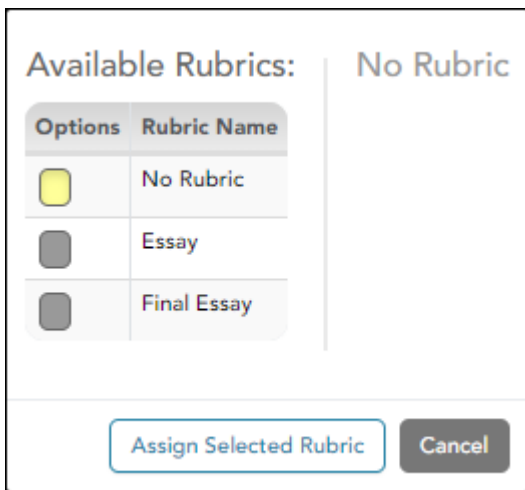 Available Rubrics:
No Rubric
Options Rubric Name
No Rubric
Essay
Final Essay
Assign Selected Rubric Cancel